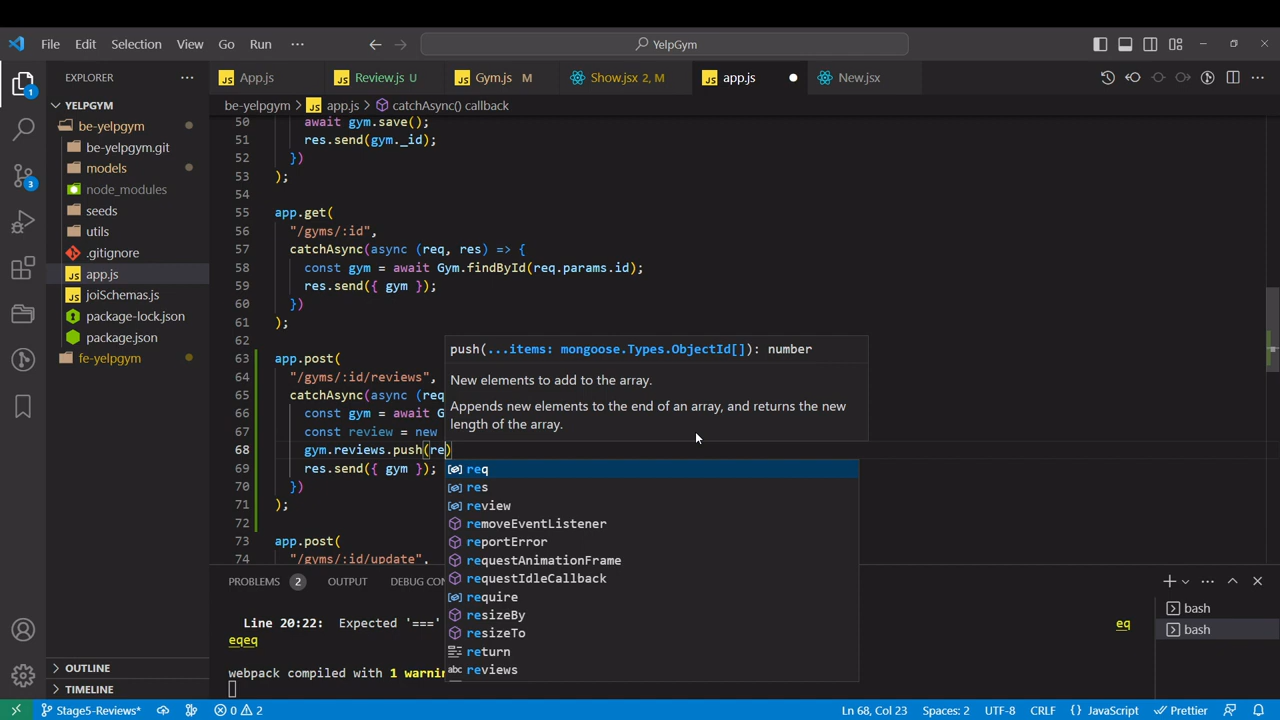 File Edit Selection View Go Run ··· YelpGym
EXPLORER ··· App.js Review.js U Gym.js M Show.jsx 2, M app.js New.jsx
YELPGYM
be-yelpgym
be-yelpgym.git
models
node_modules
seeds
utils
.gitignore
app.js
joiSchemas.js
package-lock.json
package.json
fe-yelpgym
OUTLINE
TIMELINE
1
3
be-yelpgym > app.js > catchAsync() callback
50 await gym.save();
51 res.send(gym._id);
52 })
53 );
54
55 app.get(
56 "/gyms/:id",
57 catchAsync(async (req, res) => {
58 const gym = await Gym.findById(req.params.id);
59 res.send({ gym });
60 })
61 );
62
63 app.post(
64 "/gyms/:id/reviews",
65 catchAsync(async (req
66 const gym = await G
67 const review = new
68 gym.reviews.push(re)
69 res.send({ gym });
70 })
71 );
72
73 app.post(
74 "/gyms/:id/update",
push(...items: mongoose.Types.ObjectId[]): number
New elements to add to the array.
Appends new elements to the end of an array, and returns the new
length of the array.
req
res
review
removeEventListener
reportError
requestAnimationFrame
requestIdleCallback
require
resizeBy
resizeTo
return
abc reviews
PROBLEMS 2 OUTPUT DEBUG CON
Line 20:22: Expected '===' eq
eqeq
webpack compiled with 1 warnin
bash
bash
Stage5-Reviews* 0 2 Ln 68, Col 23 Spaces: 2 UTF-8 CRLF {} JavaScript Prettier